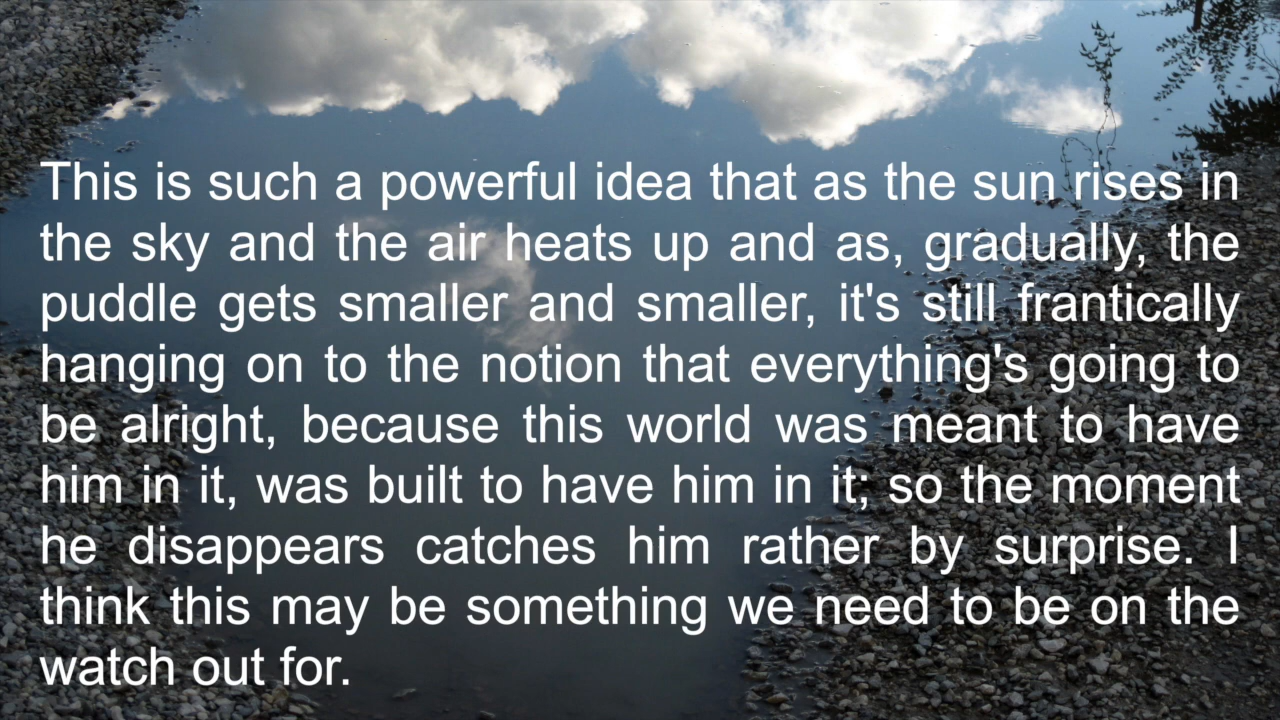 This is such a powerful idea that as the sun rises in
the sky and the air heats up and as, gradually, the
puddle gets smaller and smaller, it's still frantically
hanging on to the notion that everything's going to
be alright, because this world was meant to have
him in it, was built to have him in it; so the moment
he disappears catches him rather by surprise. I
think this may be something we need to be on the
watch out for.